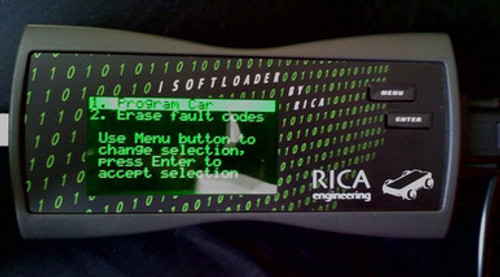 ISOFTLOADER
BY
RICA
MENU
ENTER
1. Program Car
2. Erase fault codes
Use Menu button to
change selection,
press Enter to
accept selection
RICA
engineering